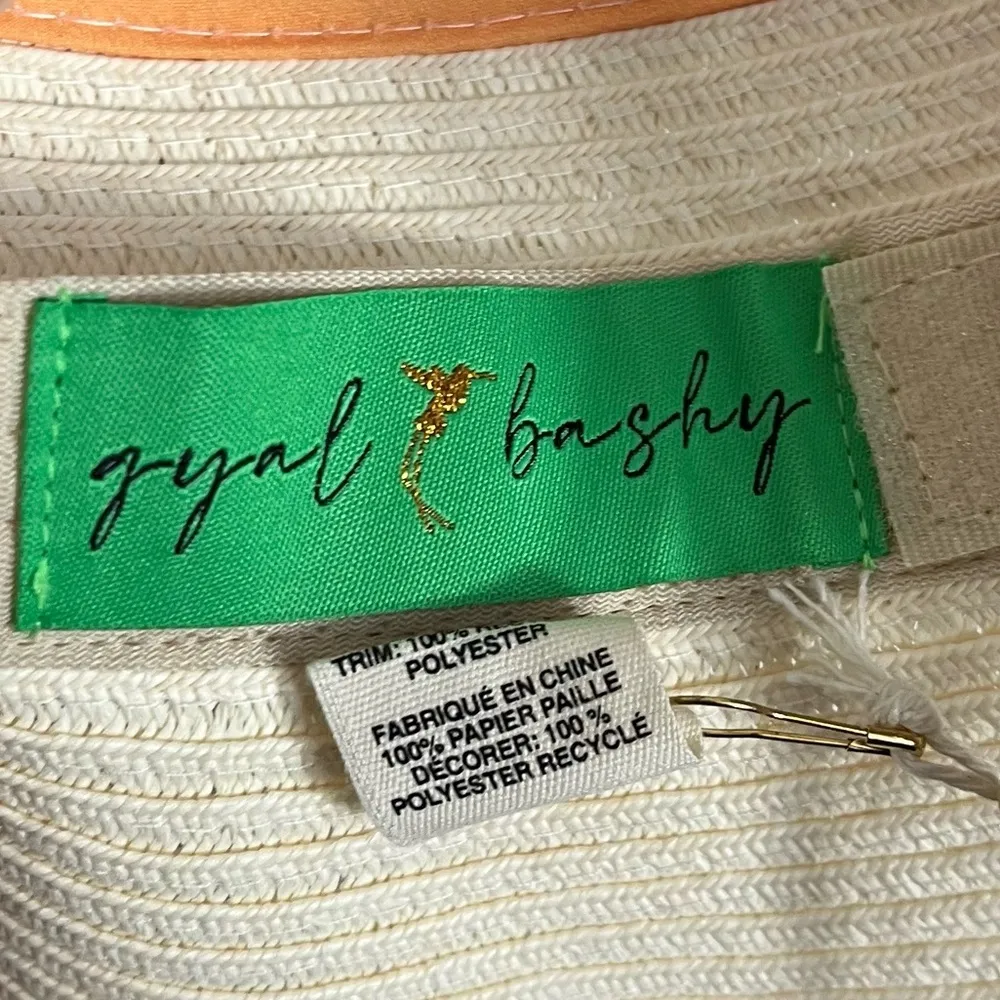 gyal bashy
TRIM: 100%
POLYESTER
FABRIQUÉ EN CHINE
100% PAPIER PAILLE
DÉCORER: 100 %
POLYESTER RECYCLÉ